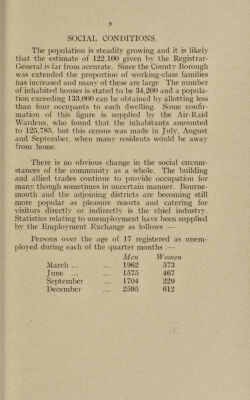 9
SOCIAL CONDITIONS.
The population is steadily growing and it is likely
that the estimate of 122,100 given by the Registrar-
General is far from accurate. Since the County Borough
was extended the proportion of working-class families
has increased and many of these are large The number
of inhabited houses is stated to be 34,200 and a popula-
tion exceeding 133,000 can be obtained by allotting less
than four occupants to each dwelling. Some confir-
mation of this figure is supplied by the Air-Raid
Wardens, who found that the inhabitants amounted
to 125,785, but this census was made in July, August
and September, when many residents would be away
from home.
There is no obvious change in the social circum-
stances of the community as a whole. The building
and allied trades continue to provide occupation for
many though sometimes in uncertain manner. Bourne-
mouth and the adjoining districts are becoming still
more popular as pleasure resorts and catering for
visitors directly or indirectly is the chief industry.
Statistics relating to unemployment have been supplied
by the Employment Exchange as follows :—
Persons over the age of 17 registered as unem-
ployed during each of the quarter months :—
Men Women
March ... ... 1962 573
June ... ... 1575 467
September ... 1704 229
December ... 2595 612